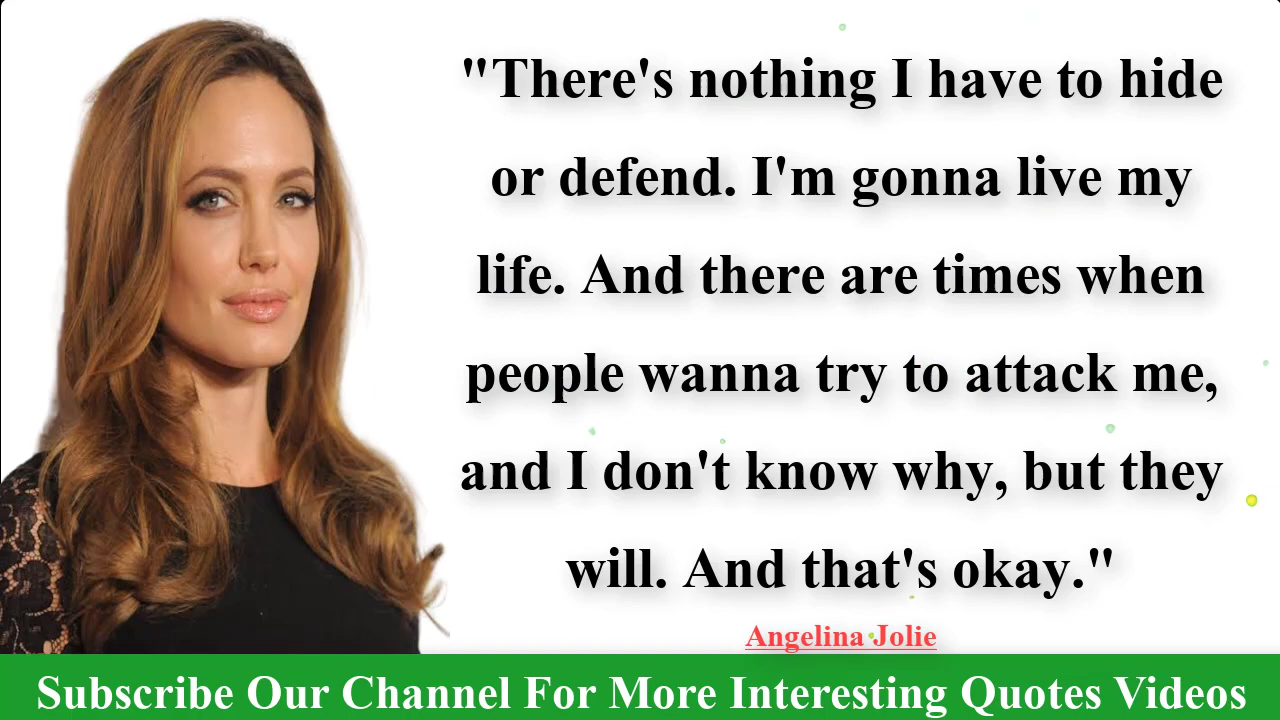 "There's nothing I have to hide
or defend. I'm gonna live my
life. And there are times when
people wanna try to attack me,
and I don't know why, but they
will. And that's okay."
Angelina Jolie
Subscribe Our Channel For More Interesting Quotes Videos